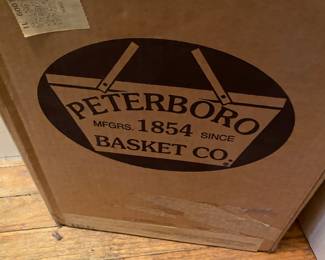 PETERBORO
MFGRS. 1854 SINCE
BASKET CO.